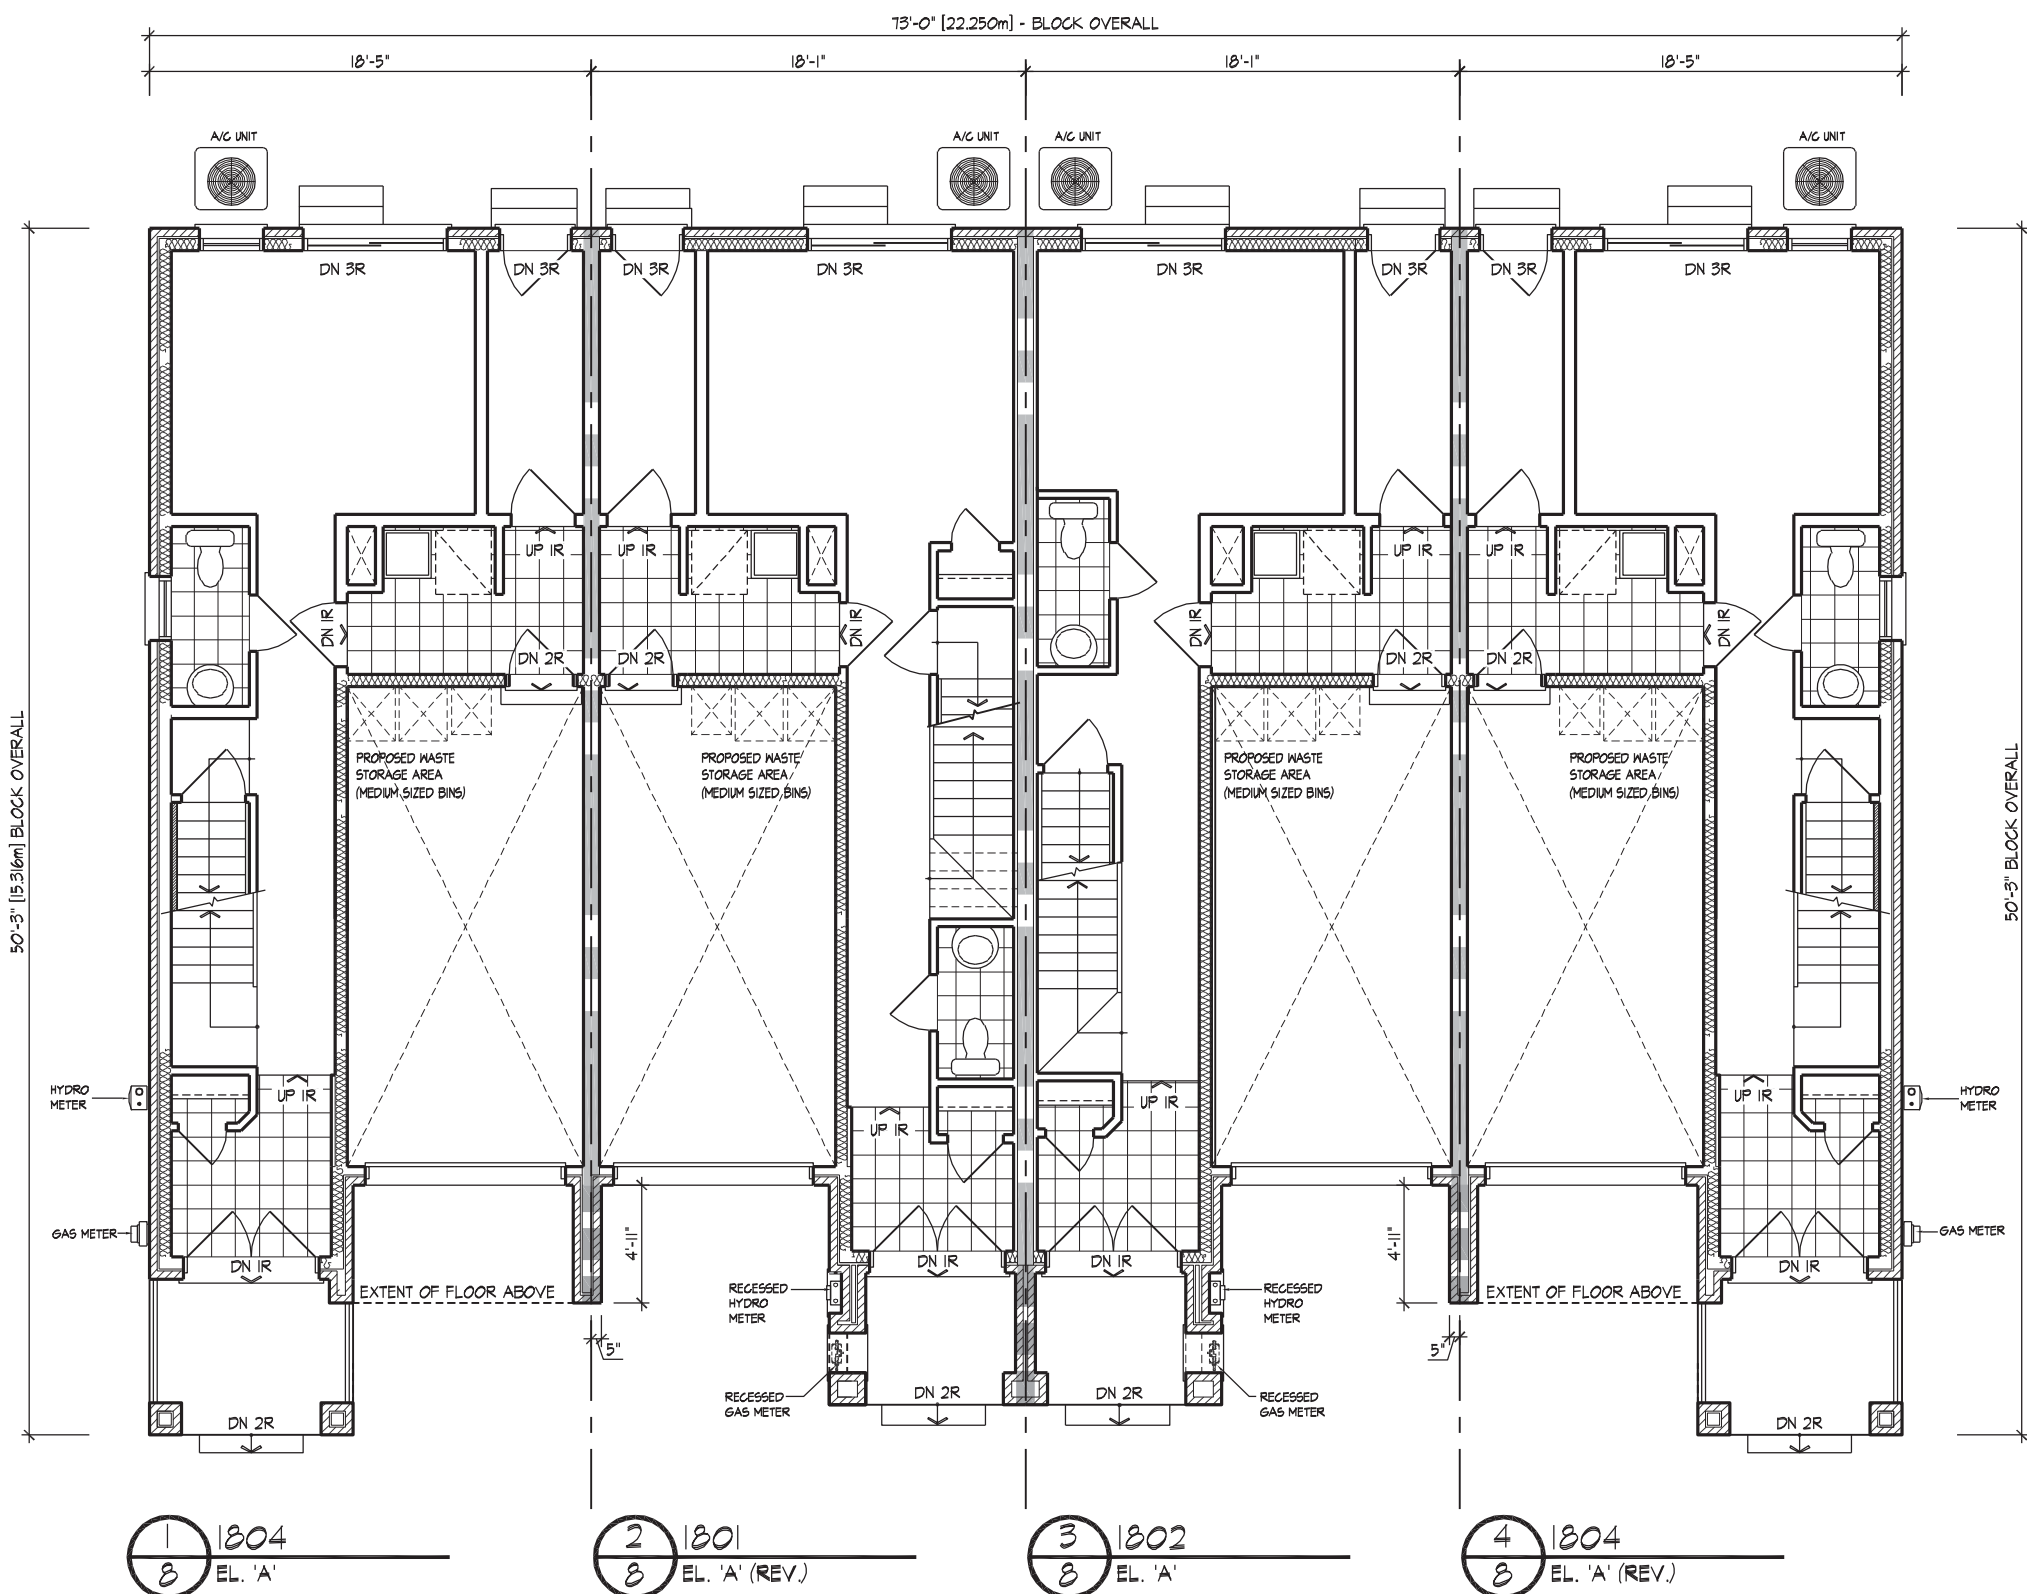 73'-0" [22.250m] - BLOCK OVERALL
18'-5"
18'-1"
18'-1"
18'-5"
A/C UNIT
A/C UNIT
A/C UNIT
A/C UNIT
DN 3R
DN 3R
DN 3R
DN 3R
DN 3R
DN 3R
DN 3R
DN 3R
UP 1R
UP 1R
UP 1R
UP 1R
DN 1R
DN 1R
DN 1R
DN 1R
DN 2R
DN 2R
DN 2R
DN 2R
50'-3" [15.316m] BLOCK OVERALL
50'-3" BLOCK OVERALL
PROPOSED WASTE
STORAGE AREA
(MEDIUM SIZED BINS)
PROPOSED WASTE
STORAGE AREA
(MEDIUM SIZED BINS)
PROPOSED WASTE
STORAGE AREA
(MEDIUM SIZED BINS)
PROPOSED WASTE
STORAGE AREA
(MEDIUM SIZED BINS)
HYDRO
METER
UP 1R
UP 1R
UP 1R
UP 1R
HYDRO
METER
GAS METER
GAS METER
4'-11"
4'-11"
DN 1R
DN 1R
DN 1R
DN 1R
EXTENT OF FLOOR ABOVE
RECESSED
HYDRO
METER
RECESSED
HYDRO
METER
EXTENT OF FLOOR ABOVE
5"
5"
RECESSED
GAS METER
DN 2R
DN 2R
RECESSED
GAS METER
DN 2R
DN 2R
1
8
1804
EL. 'A'
2
8
1801
EL. 'A' (REV.)
3
8
1802
EL. 'A'
4
8
1804
EL. 'A' (REV.)